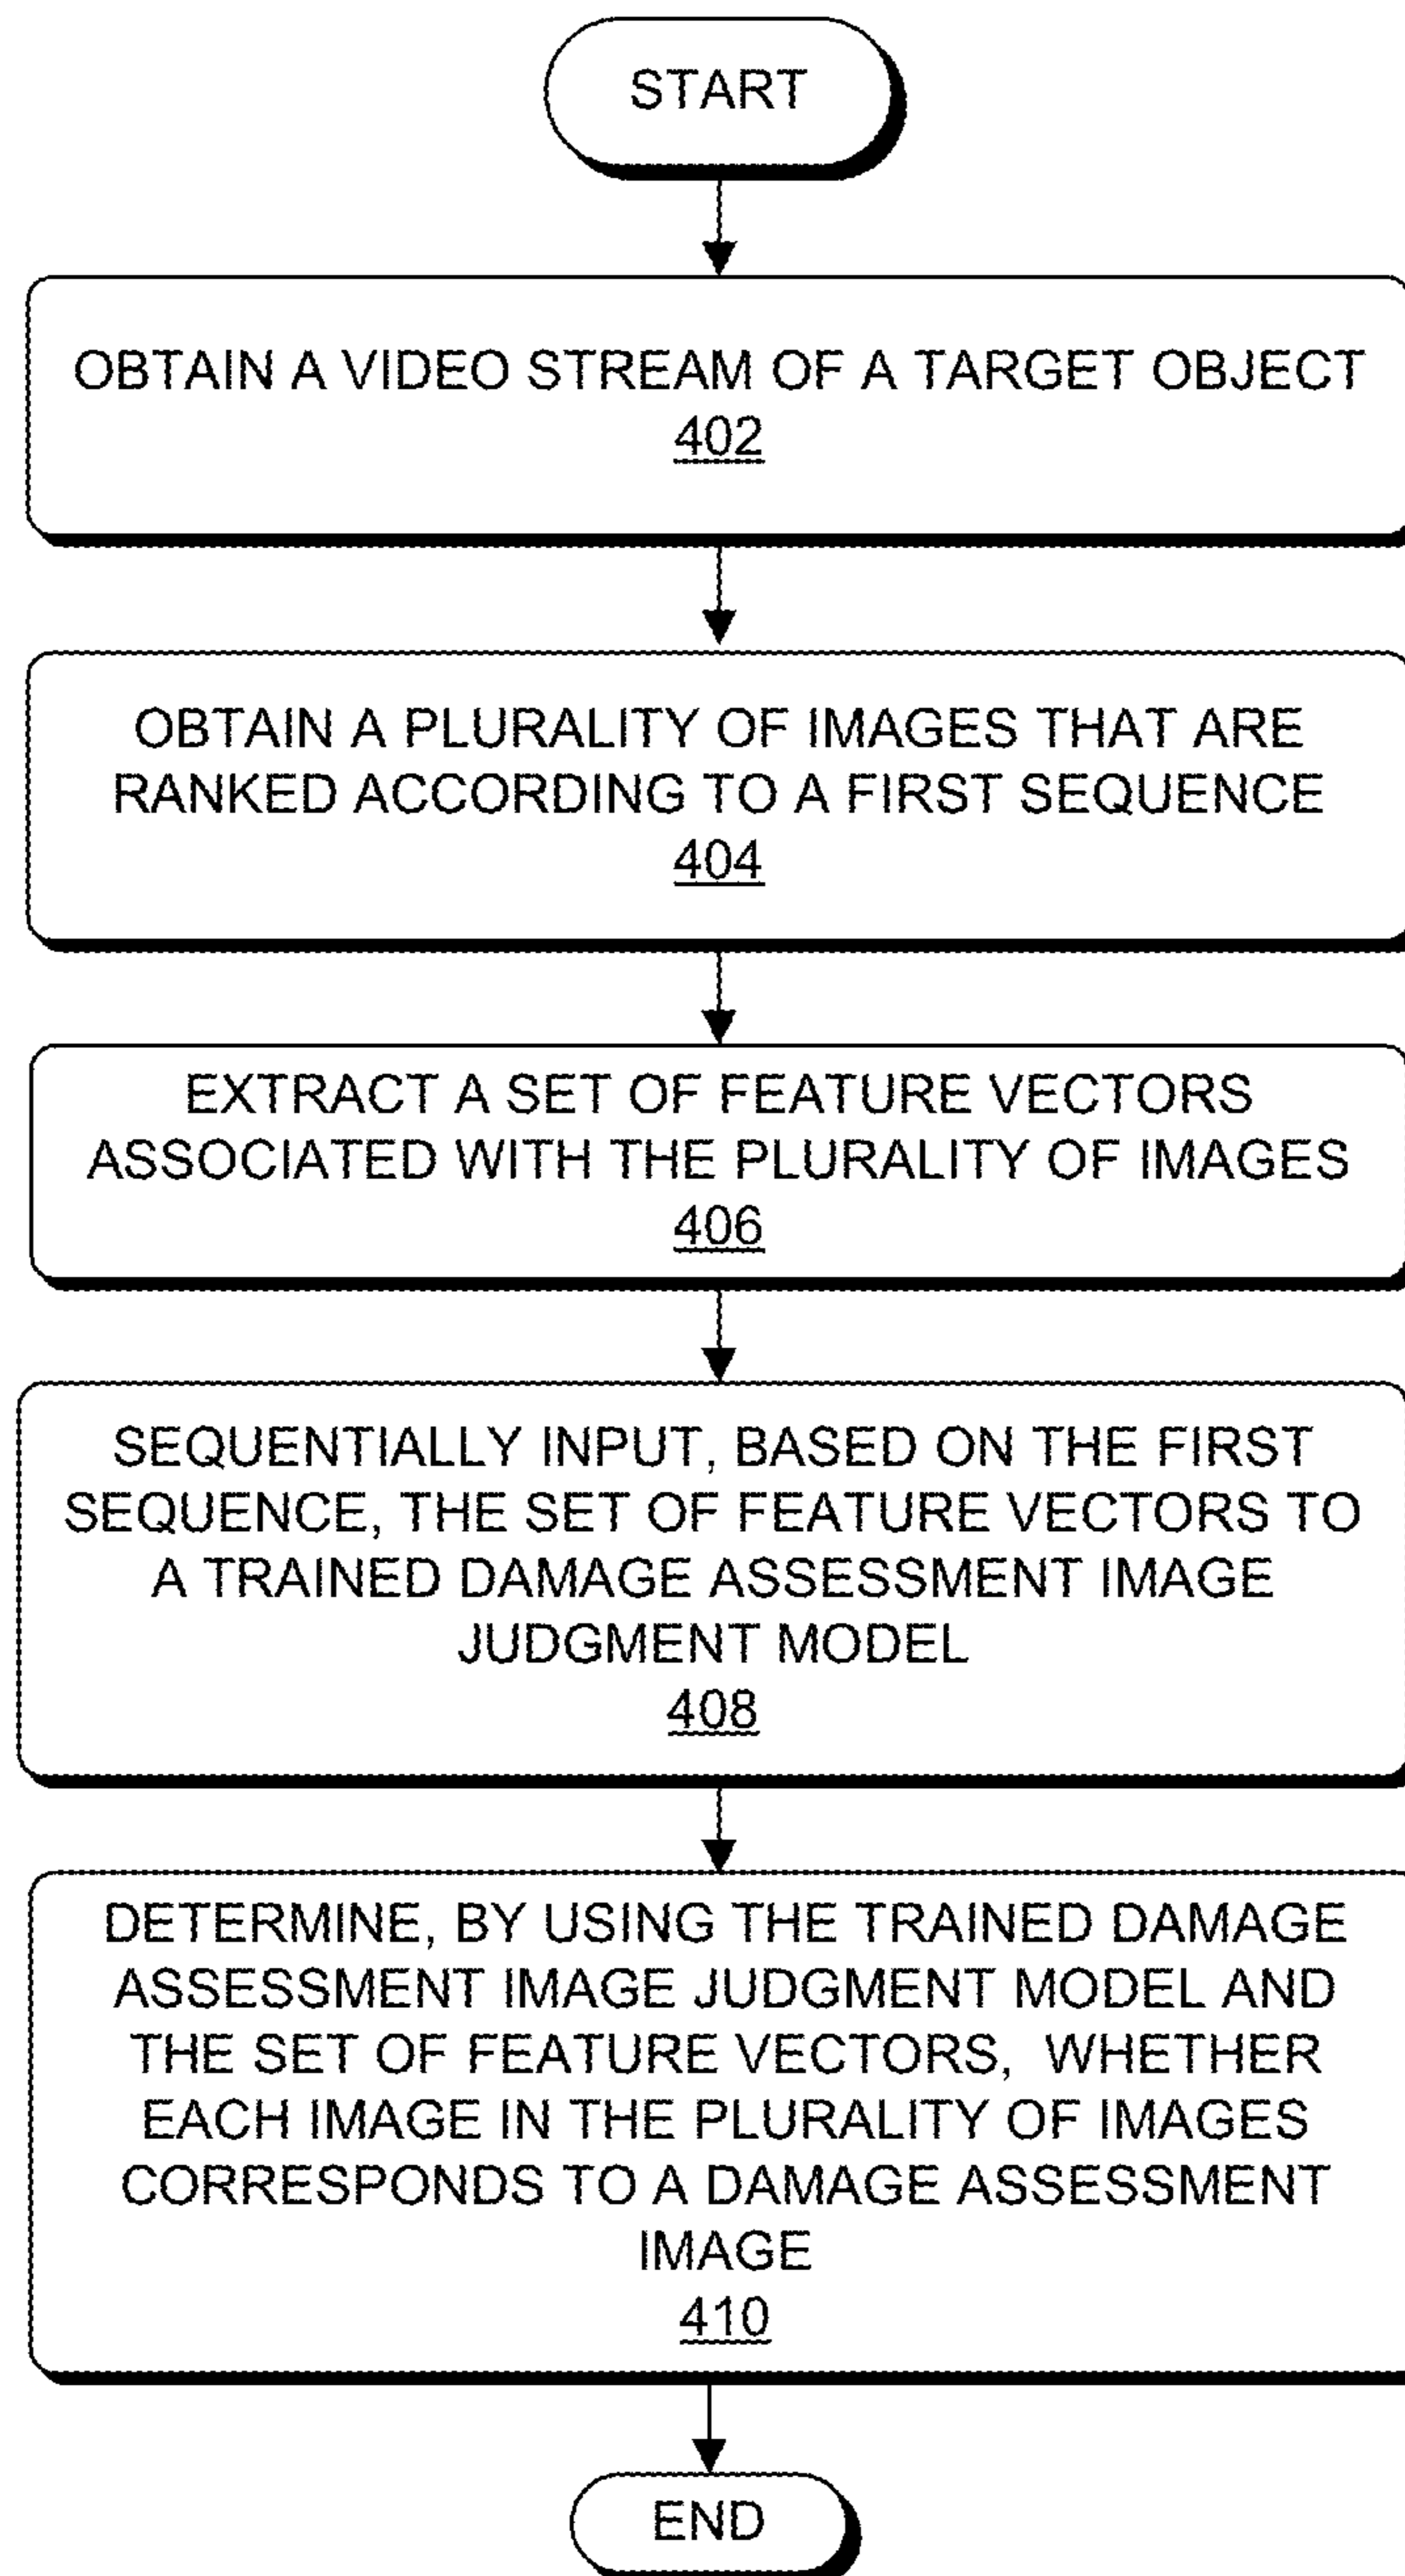 START
OBTAIN A VIDEO STREAM OF A TARGET OBJECT
402
OBTAIN A PLURALITY OF IMAGES THAT ARE
RANKED ACCORDING TO A FIRST SEQUENCE
404
EXTRACT A SET OF FEATURE VECTORS
ASSOCIATED WITH THE PLURALITY OF IMAGES
406
SEQUENTIALLY INPUT, BASED ON THE FIRST
SEQUENCE, THE SET OF FEATURE VECTORS TO
A TRAINED DAMAGE ASSESSMENT IMAGE
JUDGMENT MODEL
408
DETERMINE, BY USING THE TRAINED DAMAGE
ASSESSMENT IMAGE JUDGMENT MODEL AND
THE SET OF FEATURE VECTORS, WHETHER
EACH IMAGE IN THE PLURALITY OF IMAGES
CORRESPONDS TO A DAMAGE ASSESSMENT
IMAGE
410
END